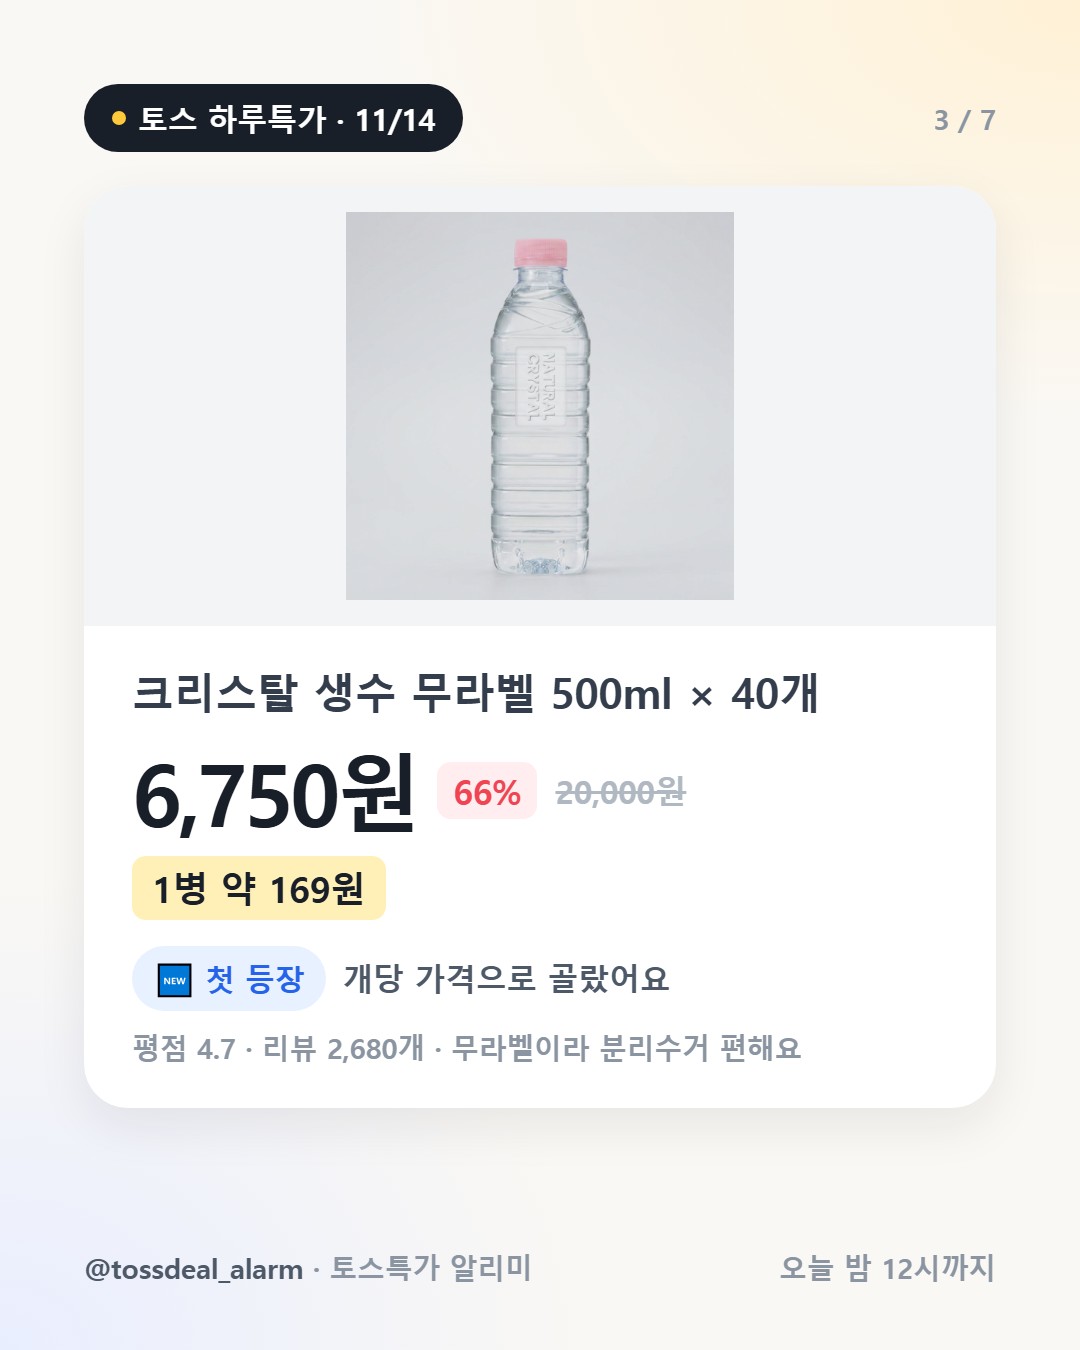 토스 하루특가 · 11/14
3 / 7
NATURAL
CRYSTAL
크리스탈 생수 무라벨 500ml × 40개
6,750원 66% 20,000원
1병 약 169원
NEW 첫 등장 개당 가격으로 골랐어요
평점 4.7 · 리뷰 2,680개 · 무라벨이라 분리수거 편해요
@tossdeal_alarm · 토스특가 알리미
오늘 밤 12시까지